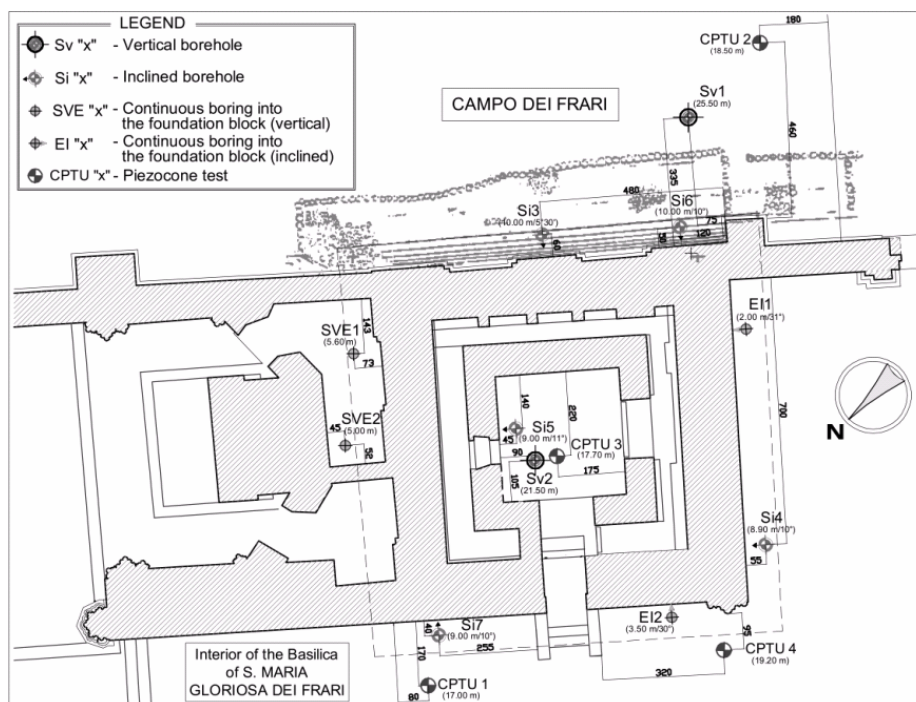 LEGEND
Sv "x" - Vertical borehole
Si "x" - Inclined borehole
SVE "x" - Continuous boring into
the foundation block (vertical)
EI "x" - Continuous boring into
the foundation block (inclined)
CPTU "x" - Piezocone test
CAMPO DEI FRARI
180
CPTU 2
(18.50 m)
Sv1
(25.50 m)
460
335
480
Si3
(10.00 m/5°30")
Si6
(10.00 m/10°)
75
120
50
60
EI1
(2.00 m/31°)
SVE1
(5.60 m)
143
73
SVE2
(5.00 m)
45
52
140
220
Si5
(9.00 m/11°)
45
90
CPTU 3
(17.70 m)
Sv2
(21.50 m)
105
175
700
N
Si4
(8.90 m/10°)
55
EI2
(3.50 m/30°)
95
CPTU 4
(19.20 m)
320
Si7
(9.00 m/10°)
40
255
170
CPTU 1
(17.00 m)
80
Interior of the Basilica
of S. MARIA
GLORIOSA DEI FRARI